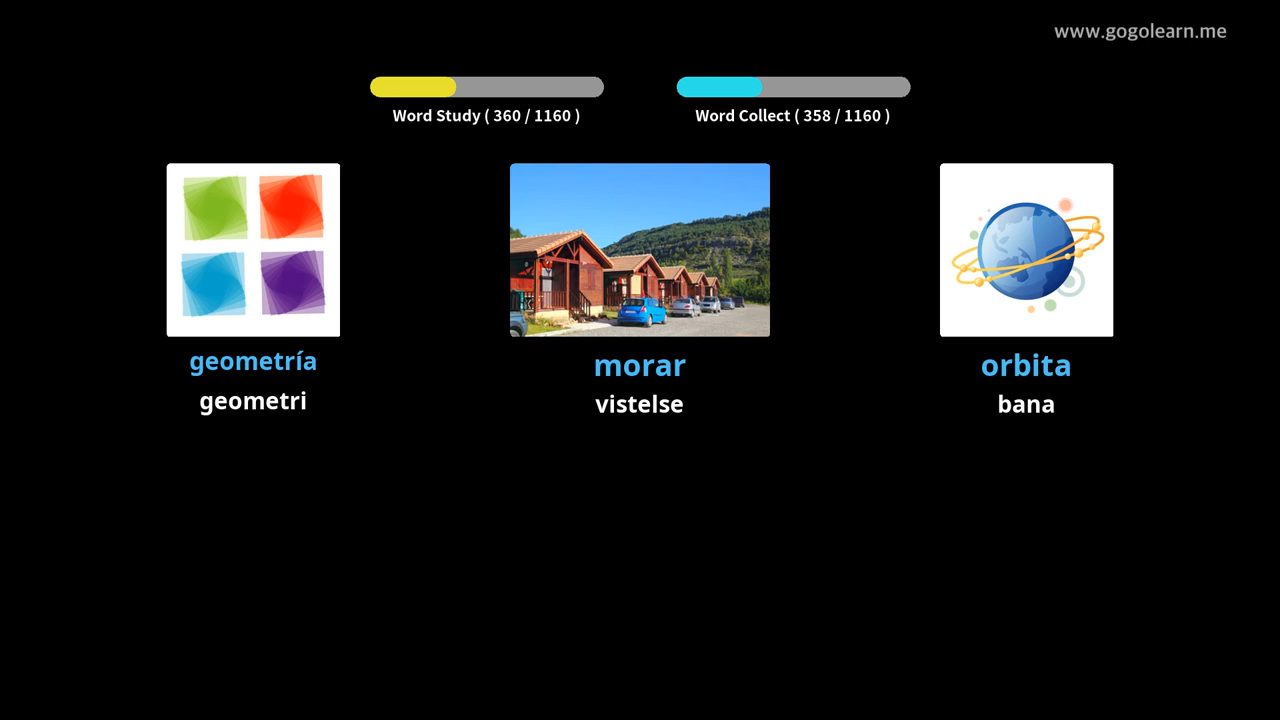 www.gogolearn.me
Word Study ( 360 / 1160 )
Word Collect ( 358 / 1160 )
geometría
geometri
morar
vistelse
orbita
bana